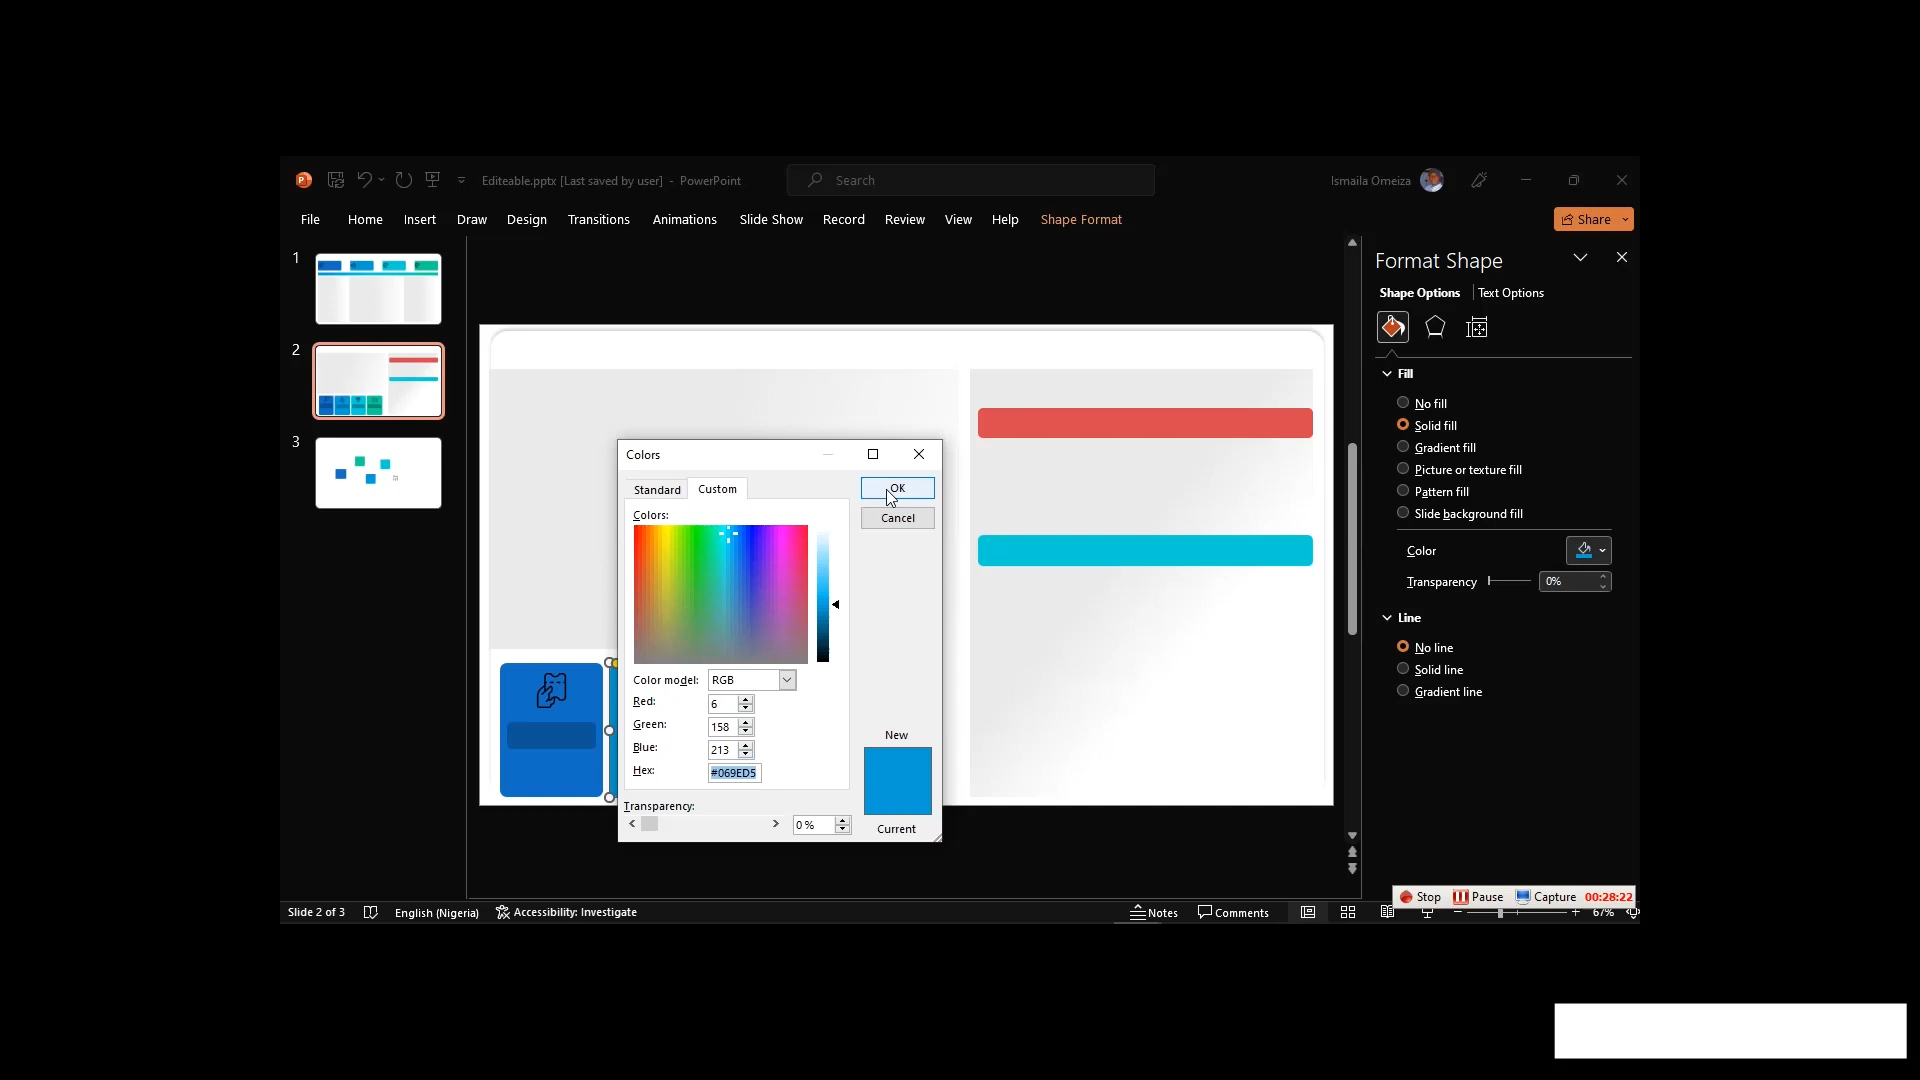 Editeable.pptx [Last saved by user] - PowerPoint
Search
Ismaila Omeiza
File Home Insert Draw Design Transitions Animations Slide Show Record Review View Help Shape Format
Share
1
2
3
Colors
Standard Custom
OK
Cancel
Colors:
Color model: RGB
Red: 6
Green: 158
Blue: 213
Hex: #069ED5
Transparency:
0 %
New
Current
Format Shape
Shape Options Text Options
Fill
No fill
Solid fill
Gradient fill
Picture or texture fill
Pattern fill
Slide background fill
Color
Transparency 0%
Line
No line
Solid line
Gradient line
Stop Pause Capture 00:28:22
Slide 2 of 3 English (Nigeria) Accessibility: Investigate Notes Comments 67%